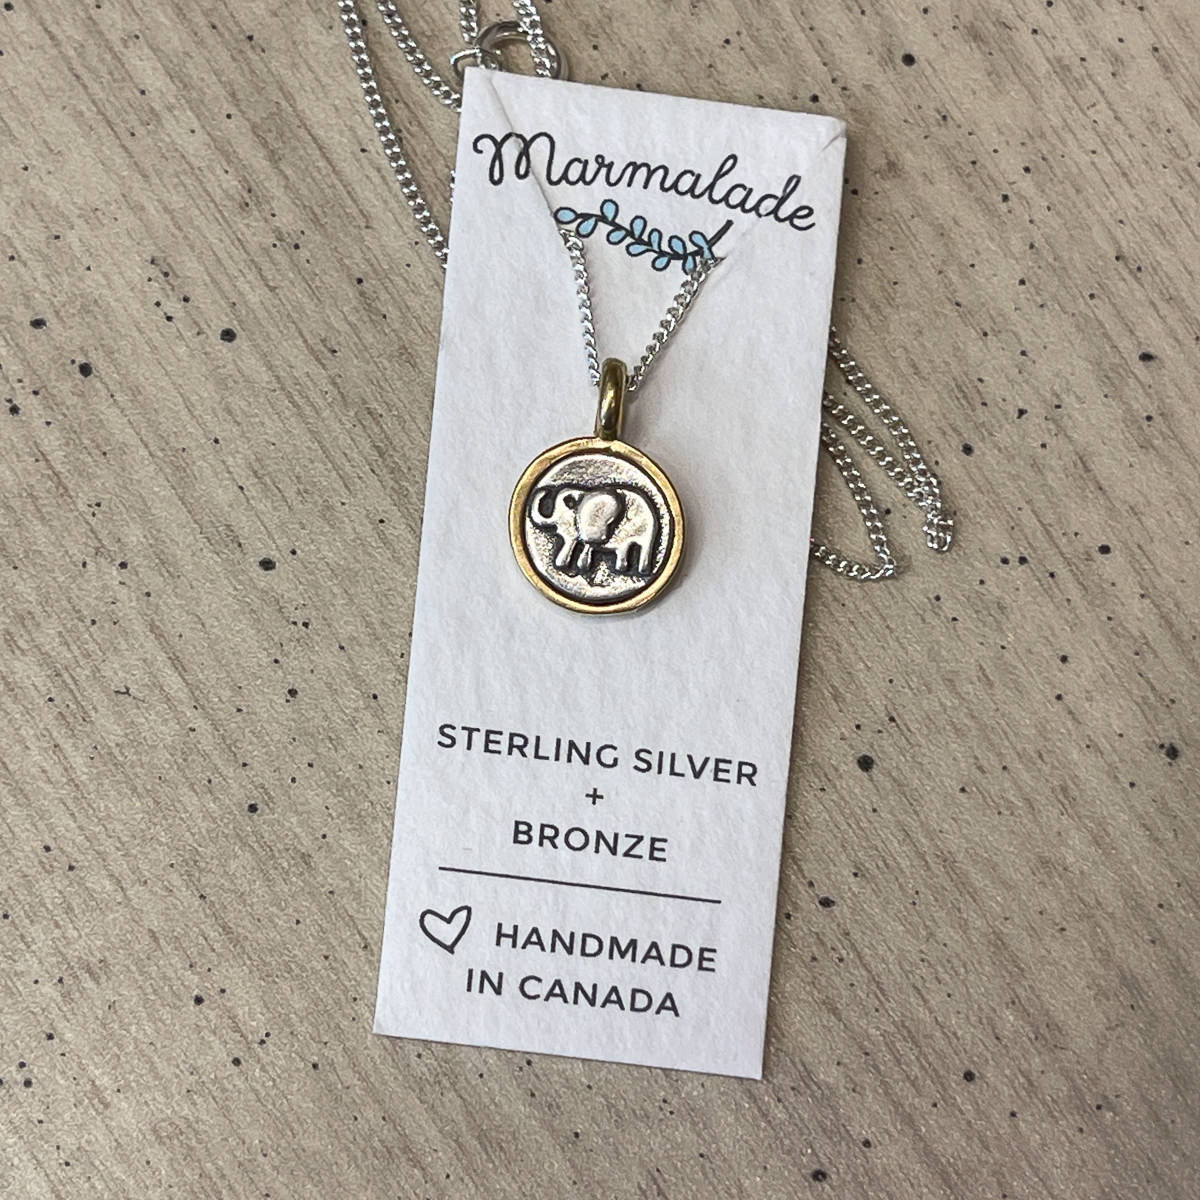 Marmalade
STERLING SILVER
+
BRONZE
HANDMADE
IN CANADA